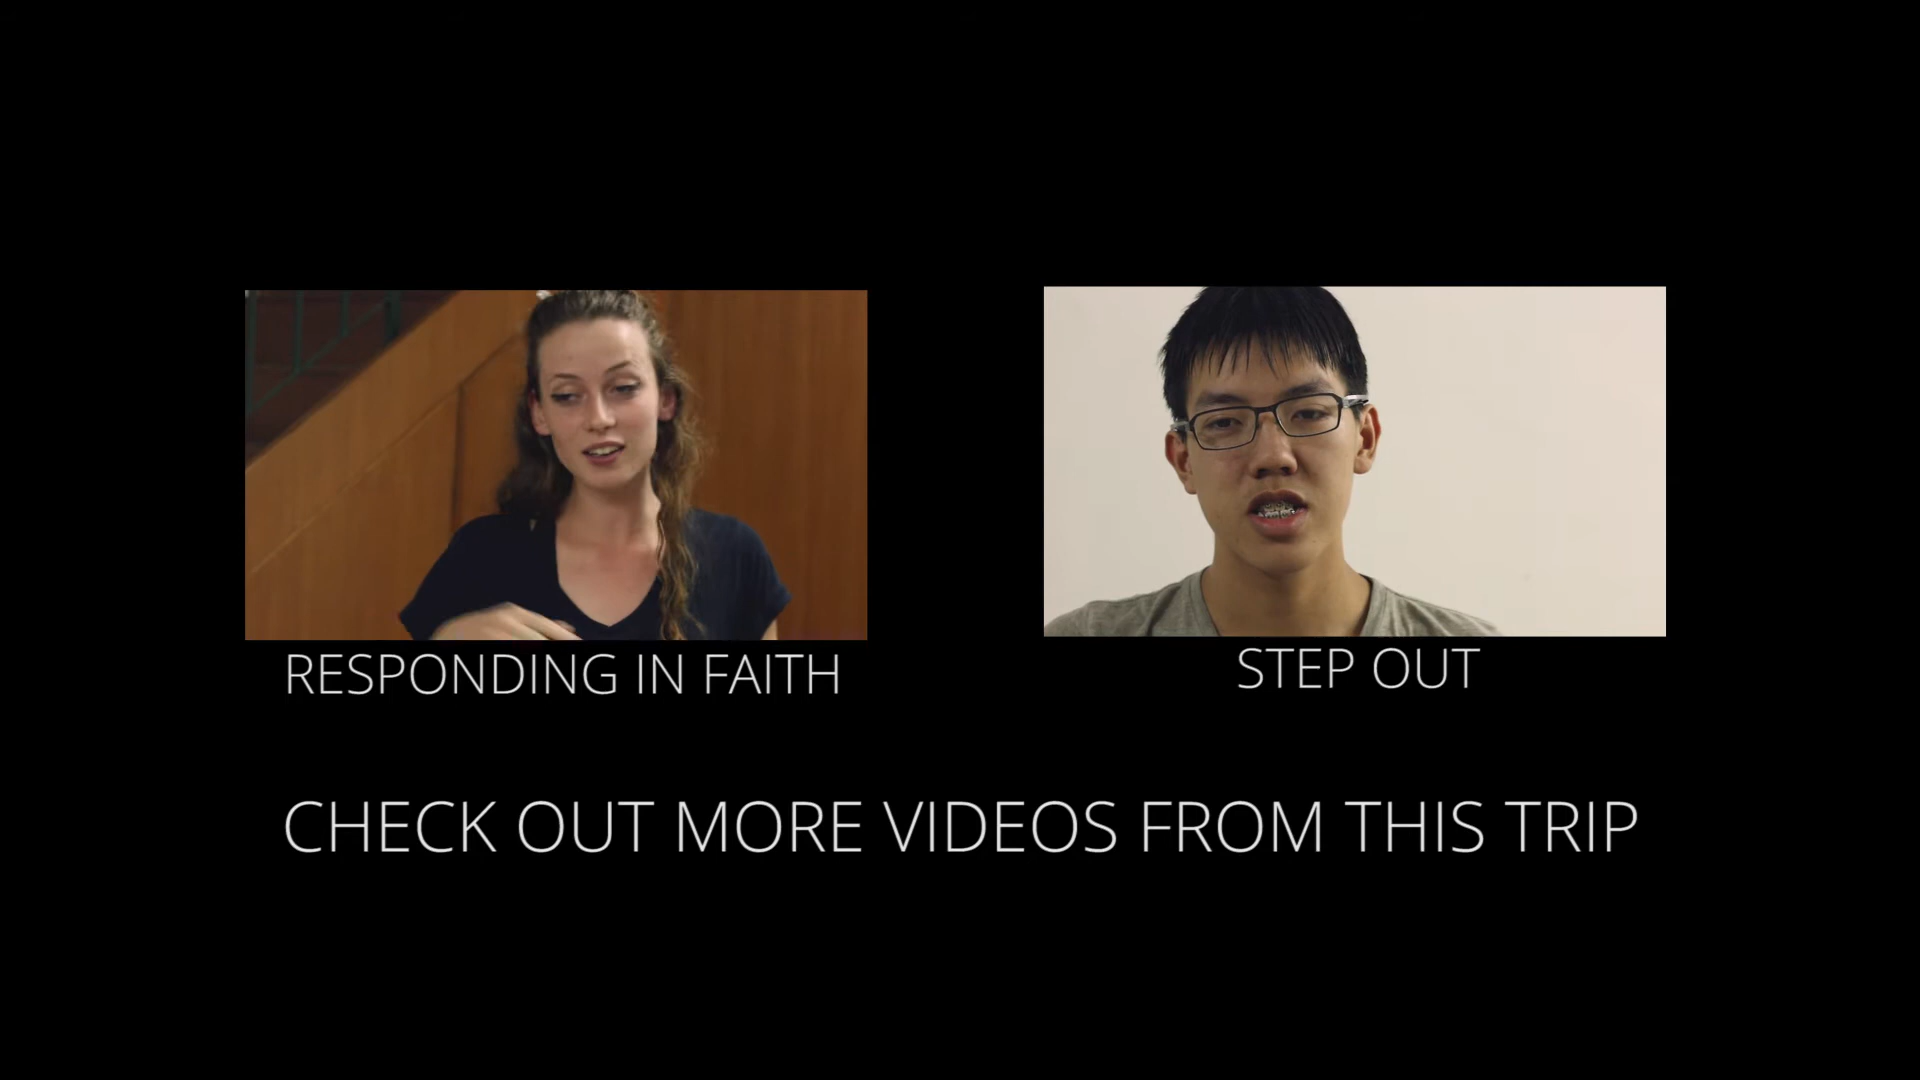 RESPONDING IN FAITH
STEP OUT
CHECK OUT MORE VIDEOS FROM THIS TRIP